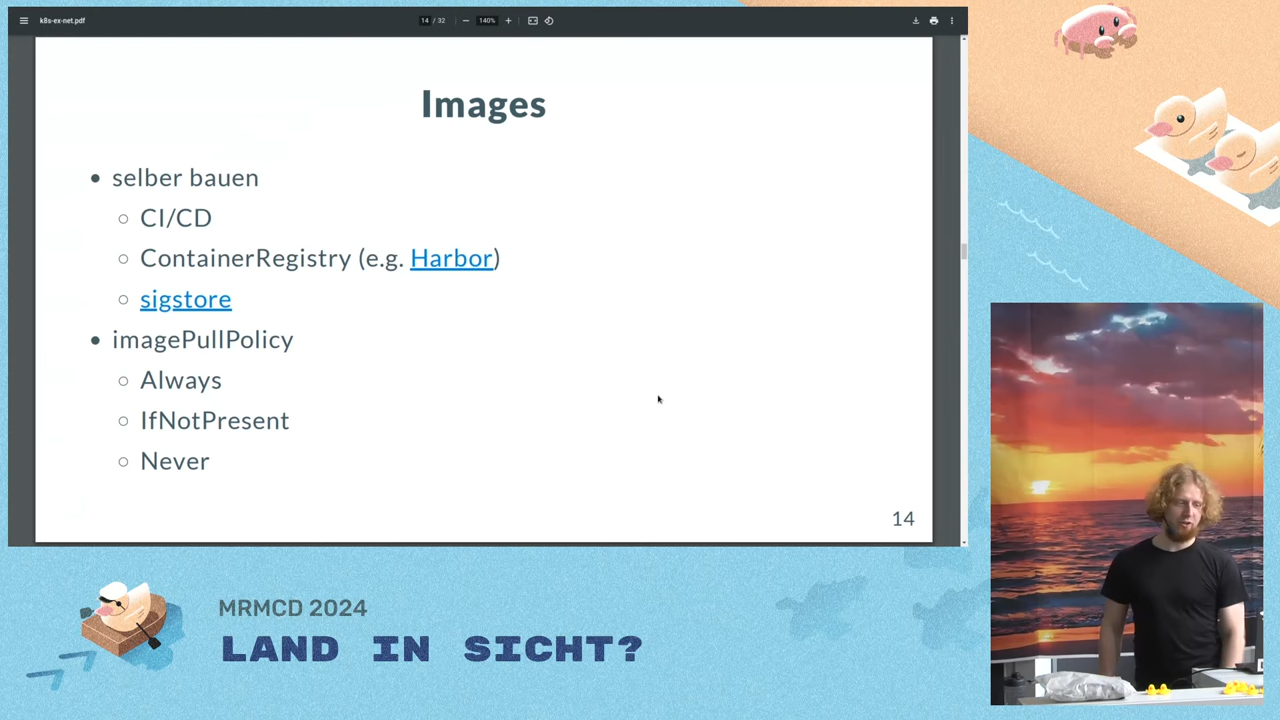 k8s-ex-net.pdf
14 / 32
140%
Images
selber bauen
CI/CD
ContainerRegistry (e.g. Harbor)
sigstore
imagePullPolicy
Always
IfNotPresent
Never
14
MRMCD 2024
LAND IN SICHT?